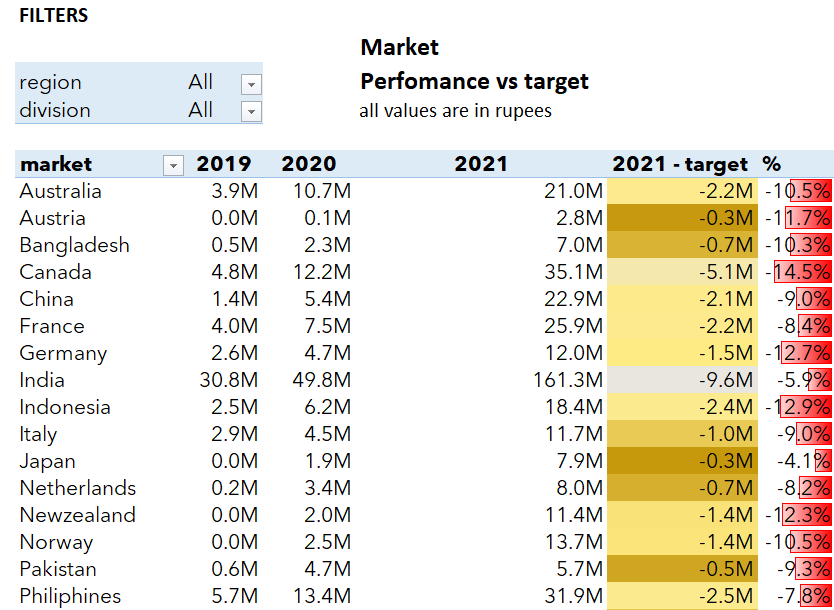 FILTERS
Market
region All
Perfomance vs target
division All
all values are in rupees
market 2019 2020 2021 2021 - target %
Australia 3.9M 10.7M 21.0M -2.2M -10.5%
Austria 0.0M 0.1M 2.8M -0.3M -11.7%
Bangladesh 0.5M 2.3M 7.0M -0.7M -10.3%
Canada 4.8M 12.2M 35.1M -5.1M -14.5%
China 1.4M 5.4M 22.9M -2.1M -9.0%
France 4.0M 7.5M 25.9M -2.2M -8.4%
Germany 2.6M 4.7M 12.0M -1.5M -12.7%
India 30.8M 49.8M 161.3M -9.6M -5.9%
Indonesia 2.5M 6.2M 18.4M -2.4M -12.9%
Italy 2.9M 4.5M 11.7M -1.0M -9.0%
Japan 0.0M 1.9M 7.9M -0.3M -4.1%
Netherlands 0.2M 3.4M 8.0M -0.7M -8.2%
Newzealand 0.0M 2.0M 11.4M -1.4M -12.3%
Norway 0.0M 2.5M 13.7M -1.4M -10.5%
Pakistan 0.6M 4.7M 5.7M -0.5M -9.3%
Philiphines 5.7M 13.4M 31.9M -2.5M -7.8%